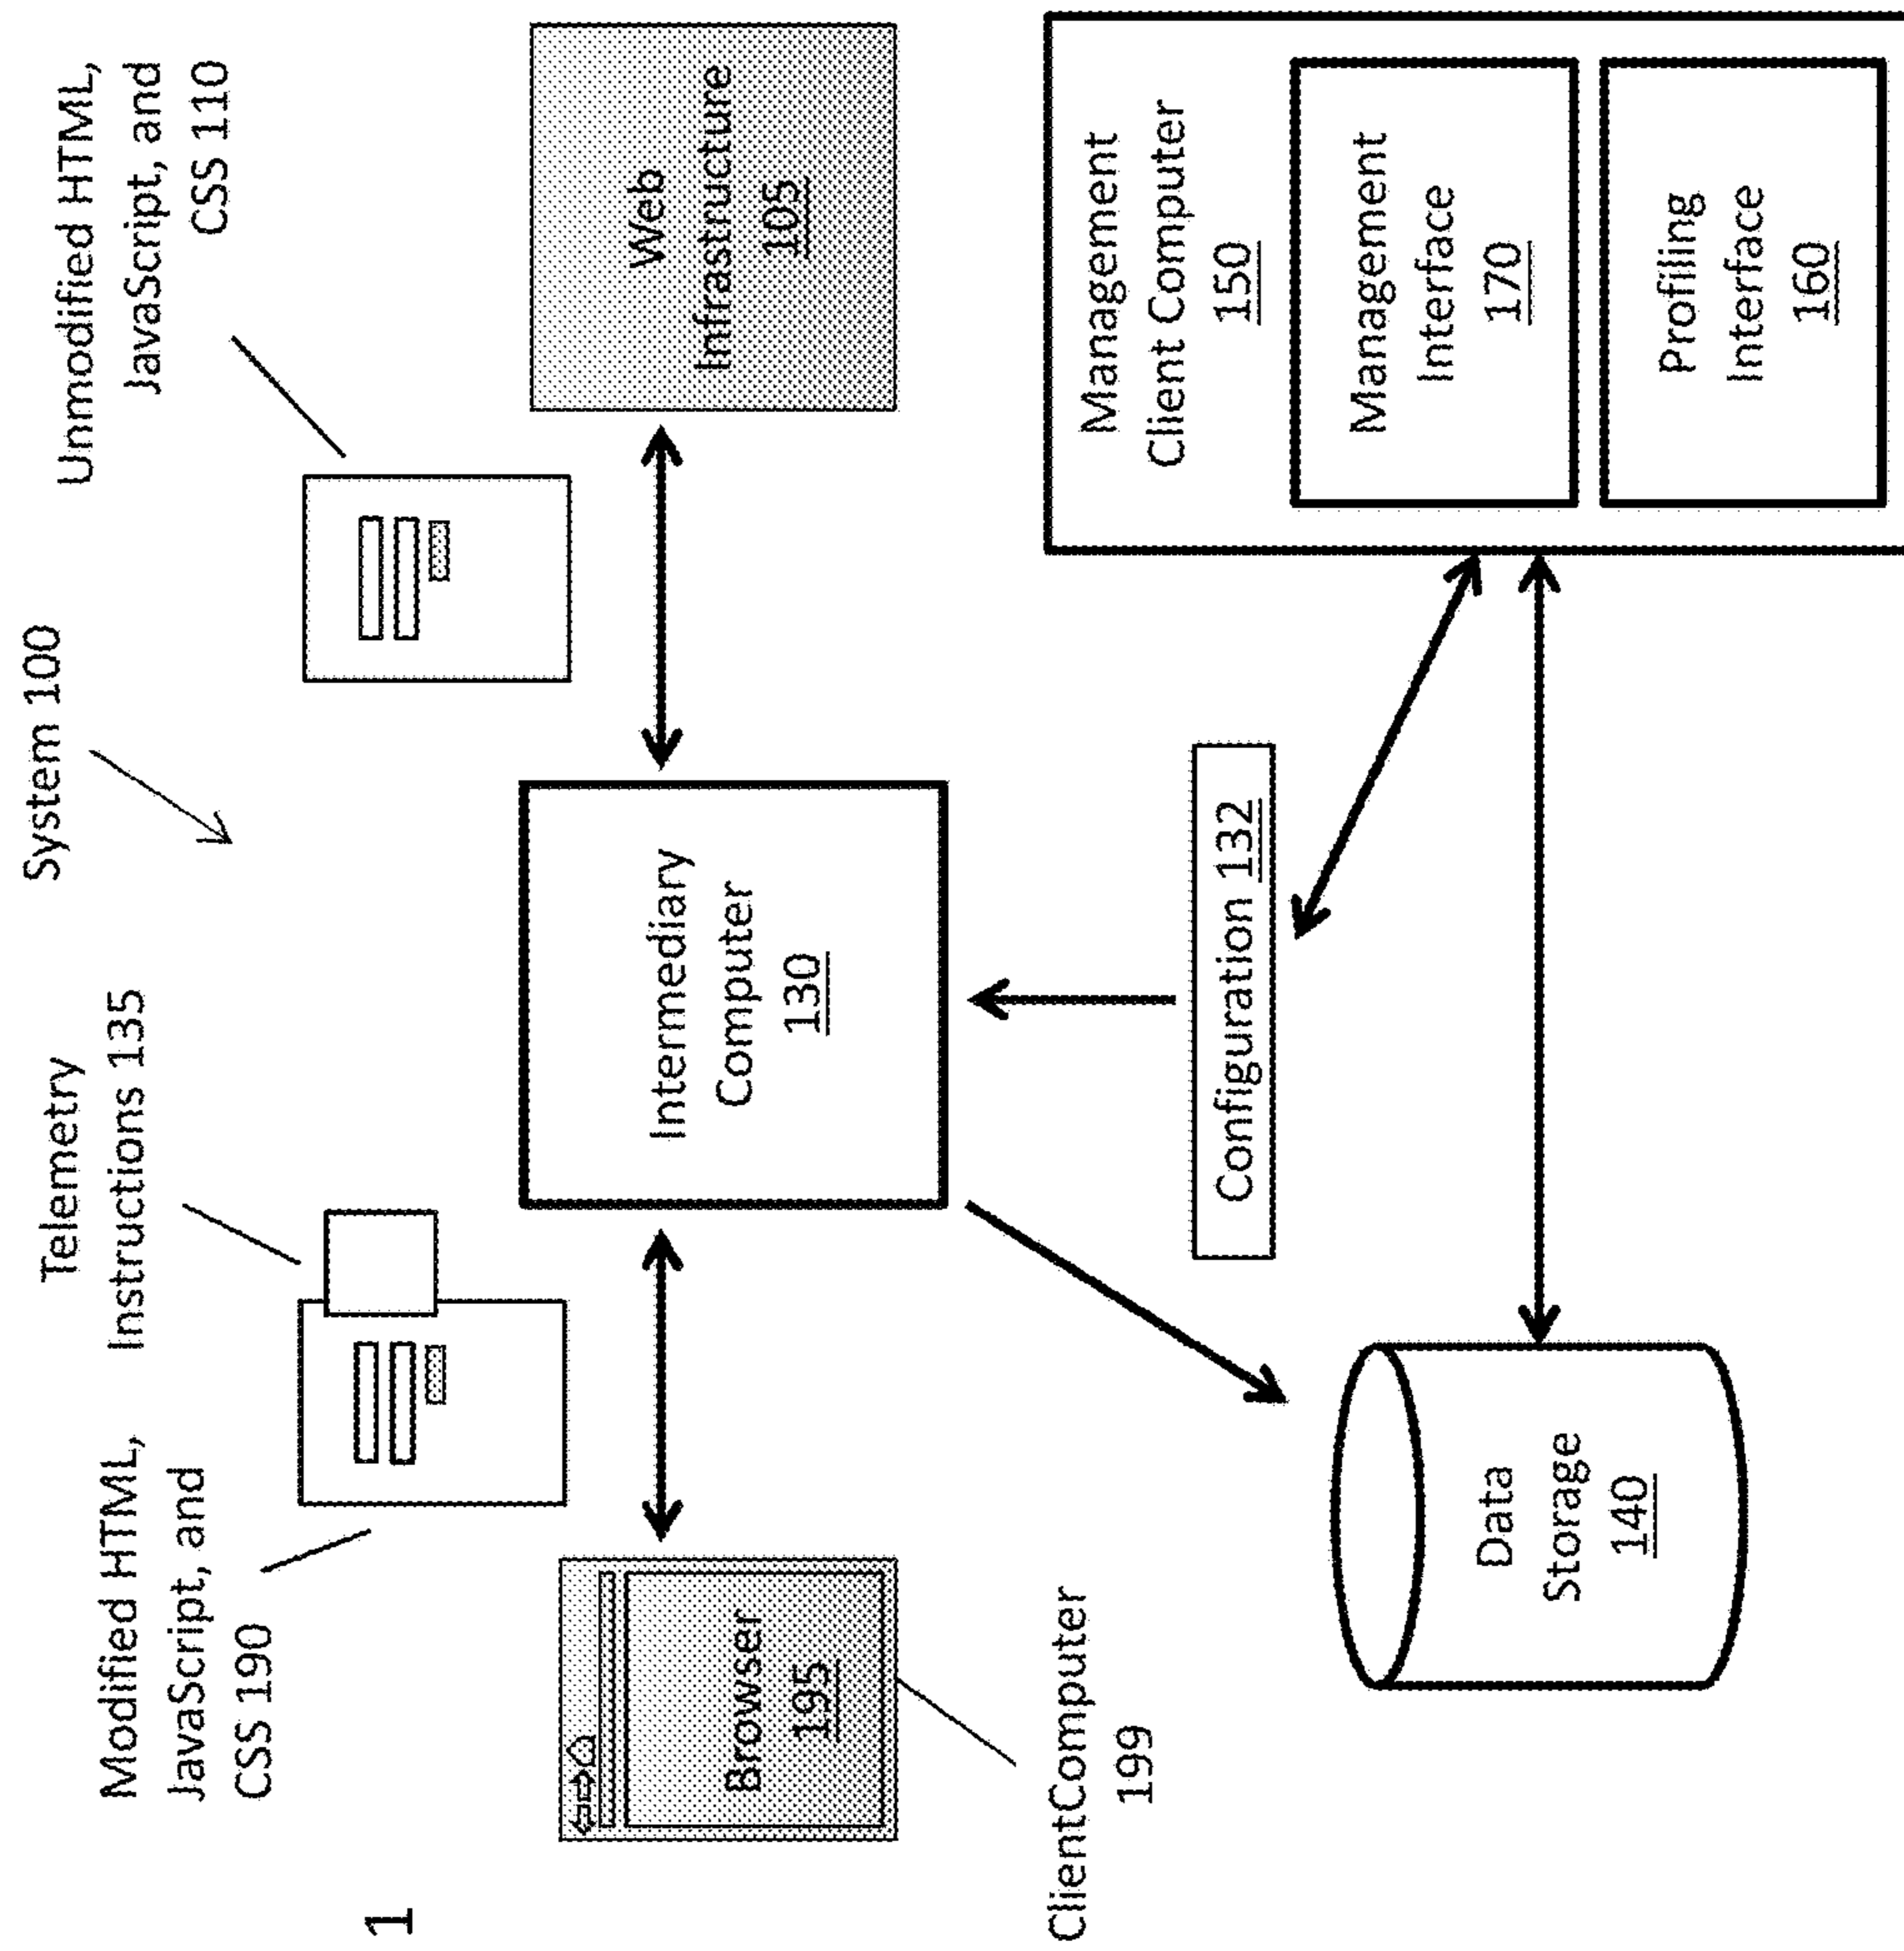 1
System 100
Modified HTML,
JavaScript, and
CSS 190
Telemetry
Instructions 135
Unmodified HTML,
JavaScript, and
CSS 110
Browser
195
Intermediary
Computer
130
Web
Infrastructure
105
ClientComputer
199
Configuration 132
Data
Storage
140
Management
Client Computer
150
Management
Interface
170
Profiling
Interface
160